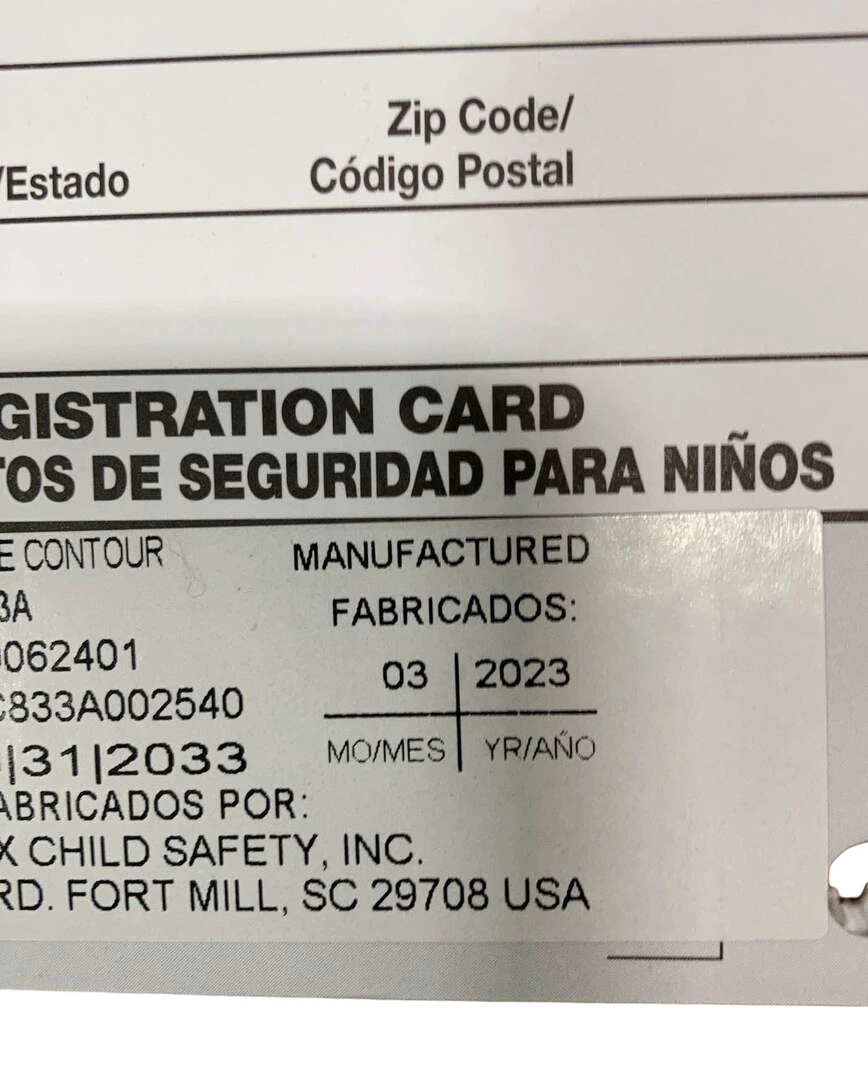 Zip Code/
/Estado Código Postal
GISTRATION CARD
TOS DE SEGURIDAD PARA NIÑOS
E CONTOUR MANUFACTURED
3A FABRICADOS:
062401 03 2023
833A002540
|31|2033 MO/MES YR/AÑO
ABRICADOS POR:
X CHILD SAFETY, INC.
RD. FORT MILL, SC 29708 USA